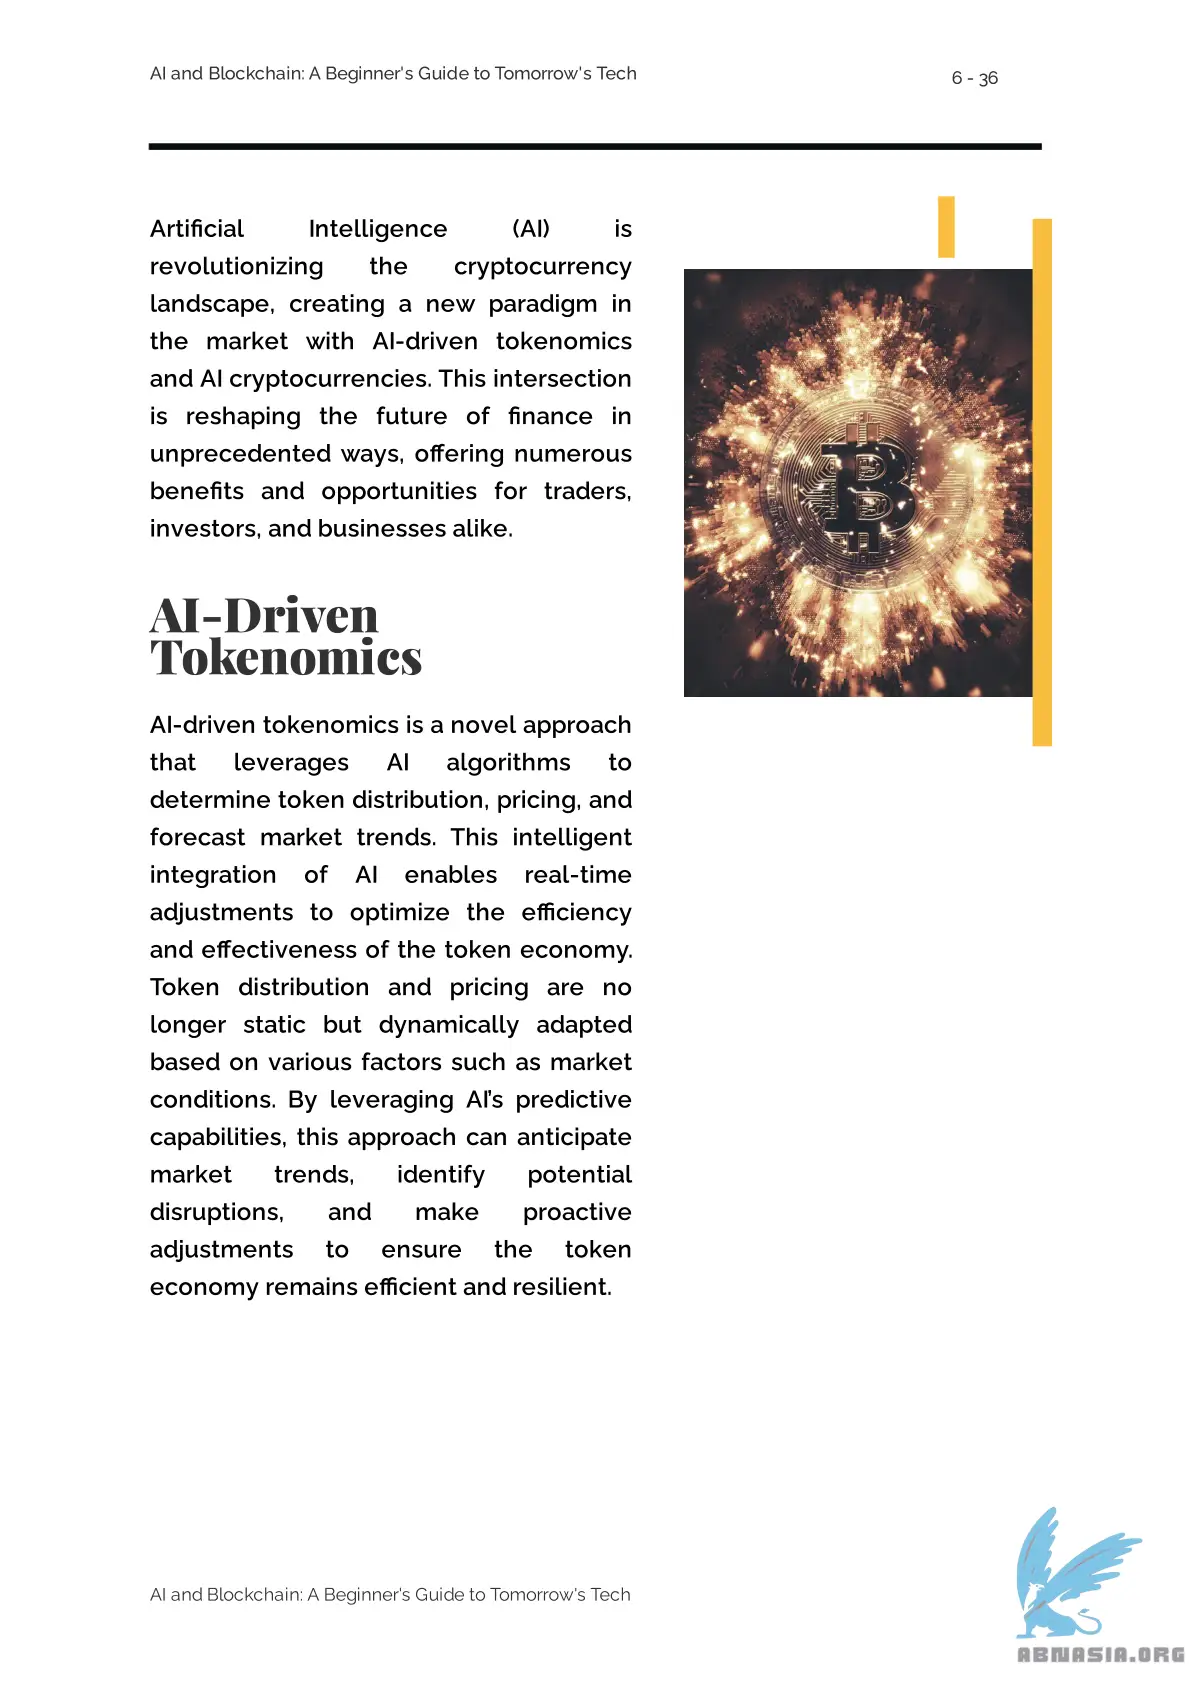 AI and Blockchain: A Beginner's Guide to Tomorrow's Tech
6 - 36
Artificial Intelligence (AI) is
revolutionizing the cryptocurrency
landscape, creating a new paradigm in
the market with AI-driven tokenomics
and AI cryptocurrencies. This intersection
is reshaping the future of finance in
unprecedented ways, offering numerous
benefits and opportunities for traders,
investors, and businesses alike.
AI-Driven
Tokenomics
AI-driven tokenomics is a novel approach
that leverages AI algorithms to
determine token distribution, pricing, and
forecast market trends. This intelligent
integration of AI enables real-time
adjustments to optimize the efficiency
and effectiveness of the token economy.
Token distribution and pricing are no
longer static but dynamically adapted
based on various factors such as market
conditions. By leveraging AI’s predictive
capabilities, this approach can anticipate
market trends, identify potential
disruptions, and make proactive
adjustments to ensure the token
economy remains efficient and resilient.
AI and Blockchain: A Beginner's Guide to Tomorrow's Tech
ABNASIA.ORG